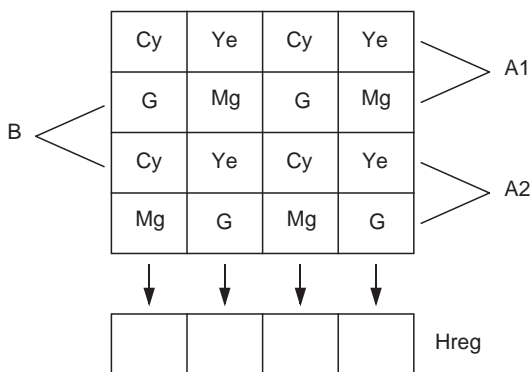 Cy Ye Cy Ye
A1
G Mg G Mg
B
Cy Ye Cy Ye
A2
Mg G Mg G
Hreg